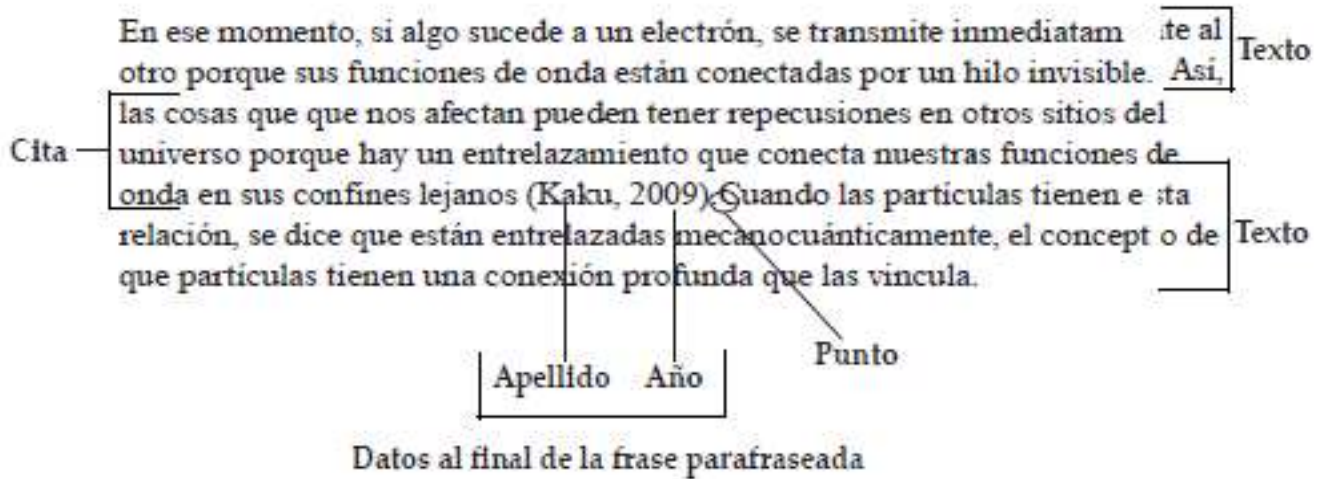 En ese momento, si algo sucede a un electrón, se transmite inmediatam te al
otro porque sus funciones de onda están conectadas por un hilo invisible. Así,
Texto
las cosas que que nos afectan pueden tener repecusiones en otros sitios del
Cita
universo porque hay un entrelazamiento que conecta nuestras funciones de
onda en sus confines lejanos (Kaku, 2009). Cuando las partículas tienen e sta
relación, se dice que están entrelazadas mecanocuánticamente, el concept o de
Texto
que partículas tienen una conexión profunda que las vincula.
Punto
Apellido Año
Datos al final de la frase parafraseada